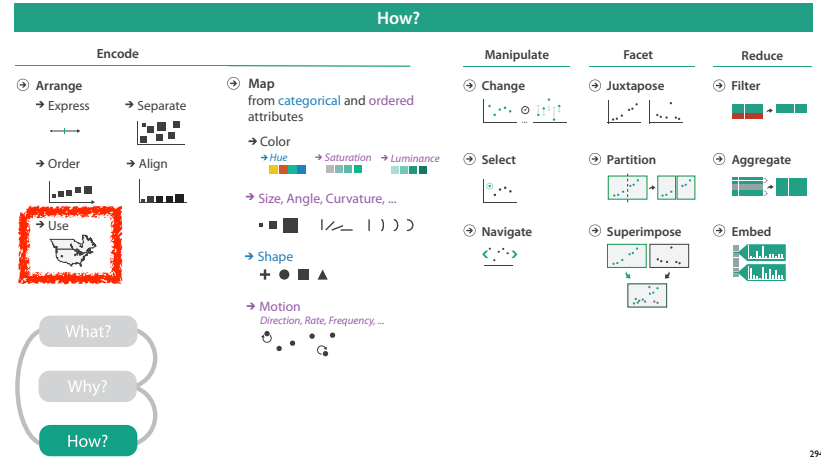 How?
Encode
Manipulate
Facet
Reduce
Arrange
Express
Separate
Order
Align
Use
Map
from categorical and ordered
attributes
Color
Hue
Saturation
Luminance
Size, Angle, Curvature, ...
Shape
Motion
Direction, Rate, Frequency, ...
Change
...
Select
Navigate
Juxtapose
Partition
Superimpose
Filter
Aggregate
Embed
What?
Why?
How?
294